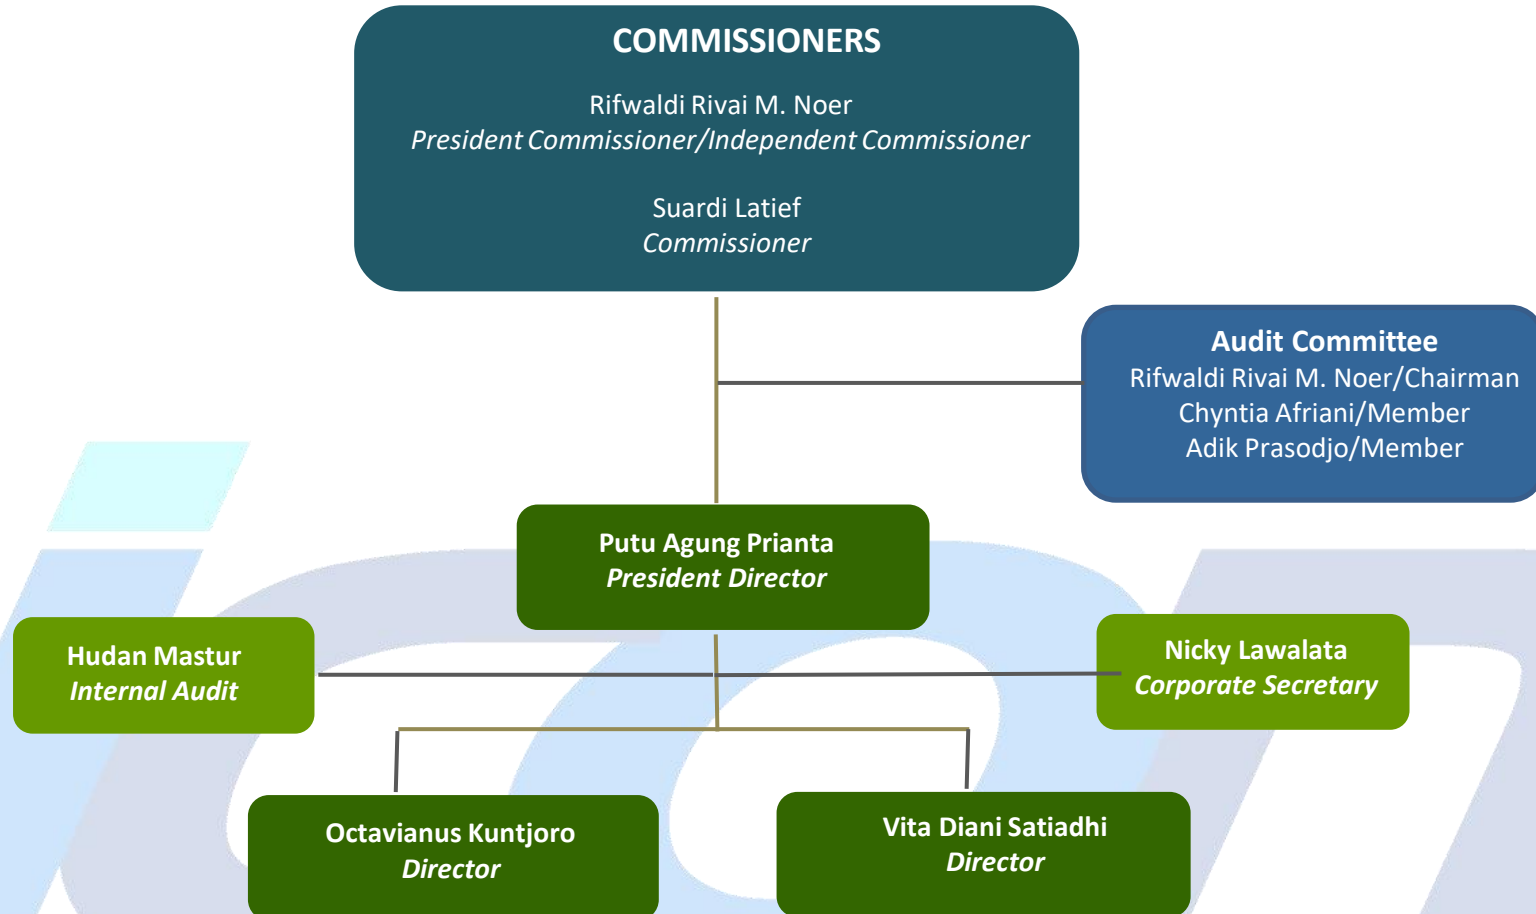 COMMISSIONERS
Rifwaldi Rivai M. Noer
President Commissioner/Independent Commissioner
Suardi Latief
Commissioner
Audit Committee
Rifwaldi Rivai M. Noer/Chairman
Chyntia Afriani/Member
Adik Prasodjo/Member
Putu Agung Prianta
President Director
Hudan Mastur
Internal Audit
Nicky Lawalata
Corporate Secretary
Octavianus Kuntjoro
Director
Vita Diani Satiadhi
Director
icon